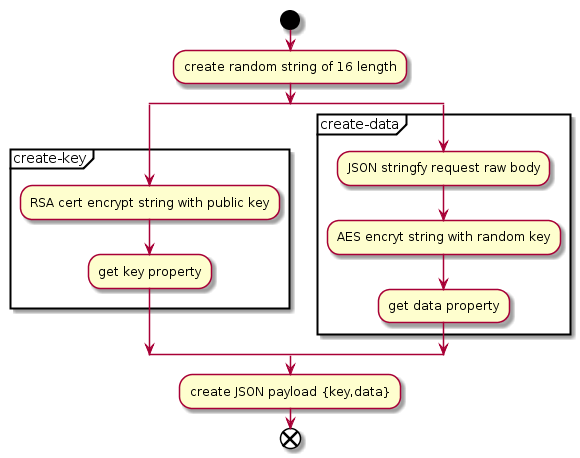 create random string of 16 length
create-key
RSA cert encrypt string with public key
get key property
create-data
JSON stringfy request raw body
AES encryt string with random key
get data property
create JSON payload {key,data}